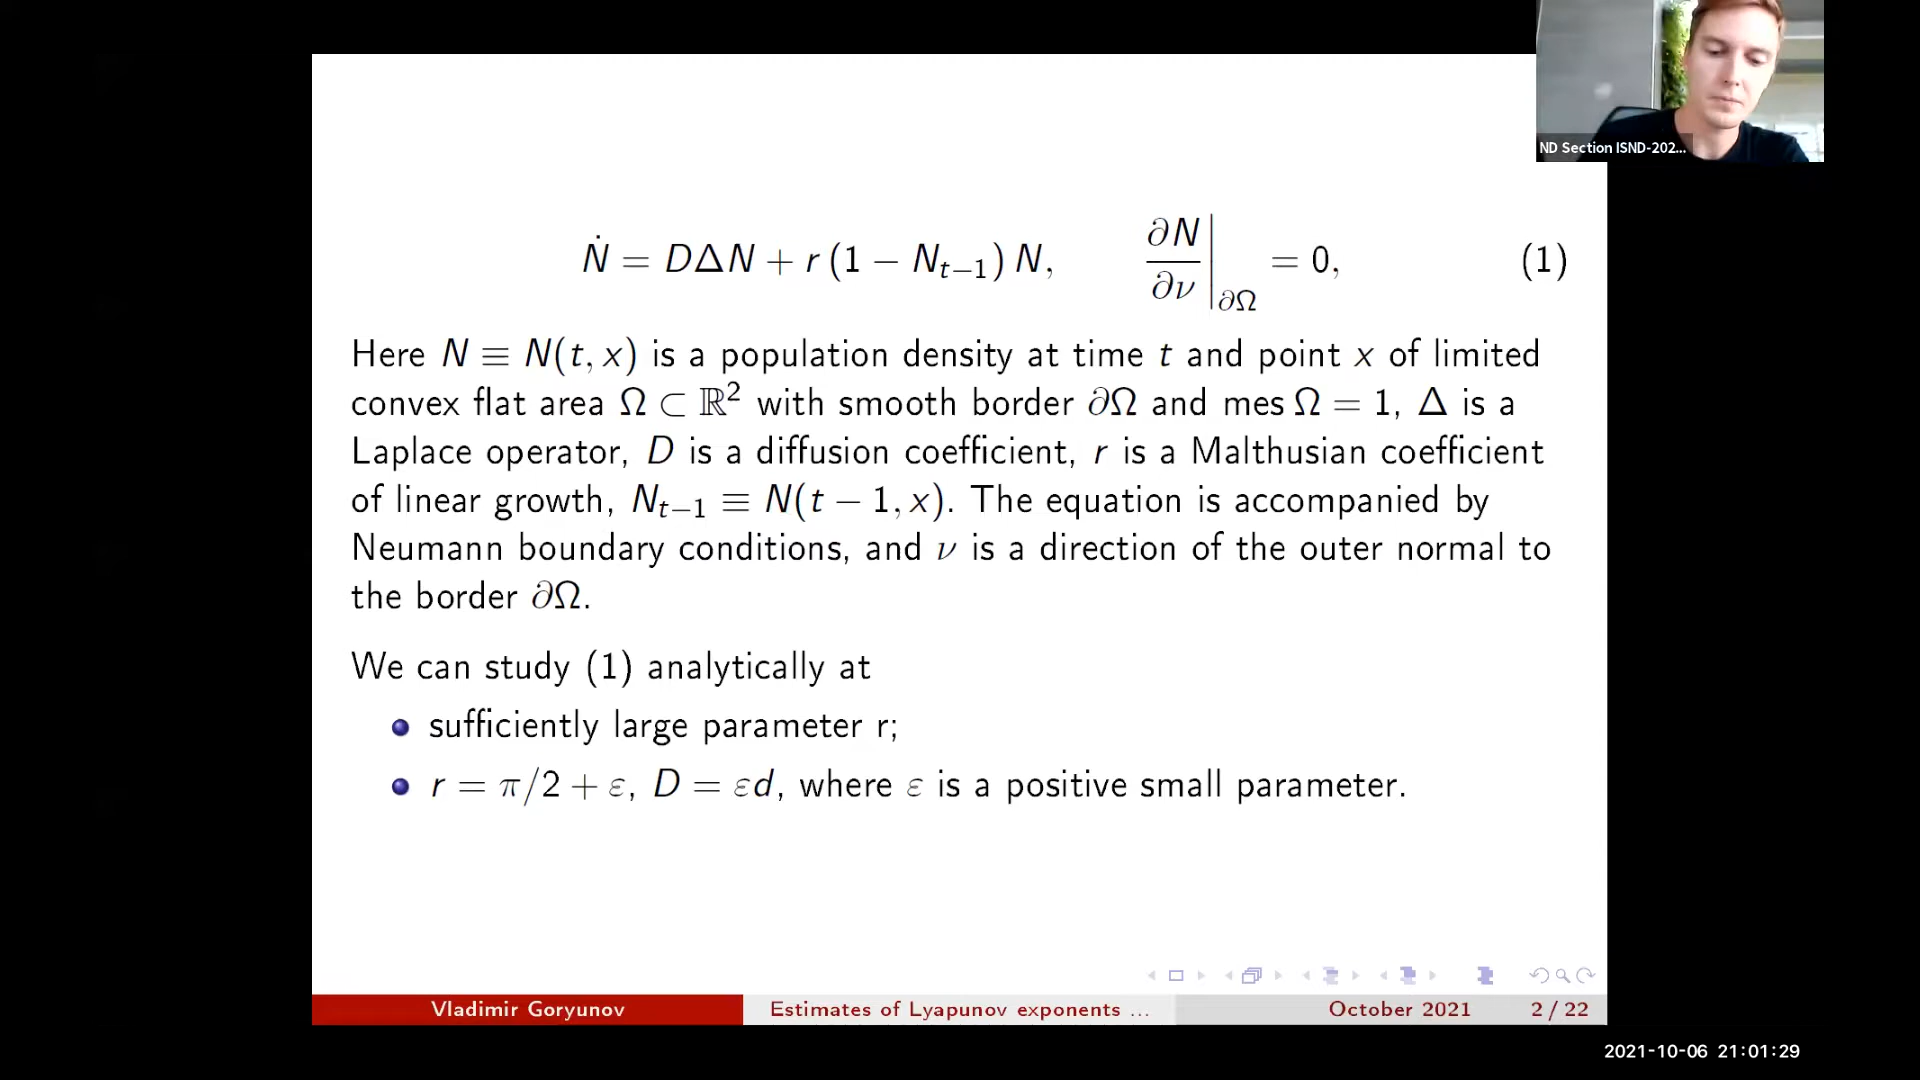 ND Section ISND-202...
Ṅ = DΔN + r (1 − N_{t−1}) N, ∂N/∂ν |_{∂Ω} = 0, (1)
Here N ≡ N(t, x) is a population density at time t and point x of limited
convex flat area Ω ⊂ ℝ² with smooth border ∂Ω and mes Ω = 1, Δ is a
Laplace operator, D is a diffusion coefficient, r is a Malthusian coefficient
of linear growth, N_{t−1} ≡ N(t − 1, x). The equation is accompanied by
Neumann boundary conditions, and ν is a direction of the outer normal to
the border ∂Ω.
We can study (1) analytically at
sufficiently large parameter r;
r = π/2 + ε, D = εd, where ε is a positive small parameter.
Vladimir Goryunov Estimates of Lyapunov exponents ... October 2021 2 / 22
2021-10-06 21:01:29